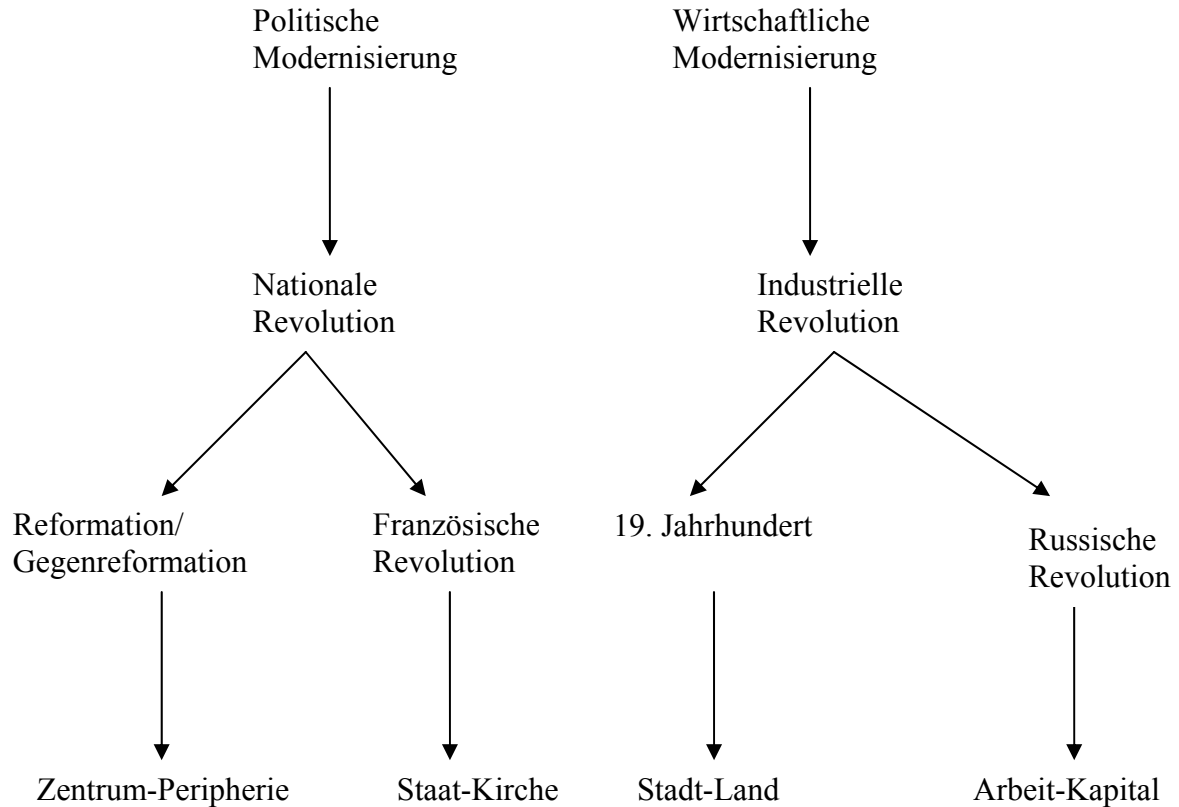 Politische
Modernisierung
Wirtschaftliche
Modernisierung
Nationale
Revolution
Industrielle
Revolution
Reformation/
Gegenreformation
Französische
Revolution
19. Jahrhundert
Russische
Revolution
Zentrum-Peripherie
Staat-Kirche
Stadt-Land
Arbeit-Kapital